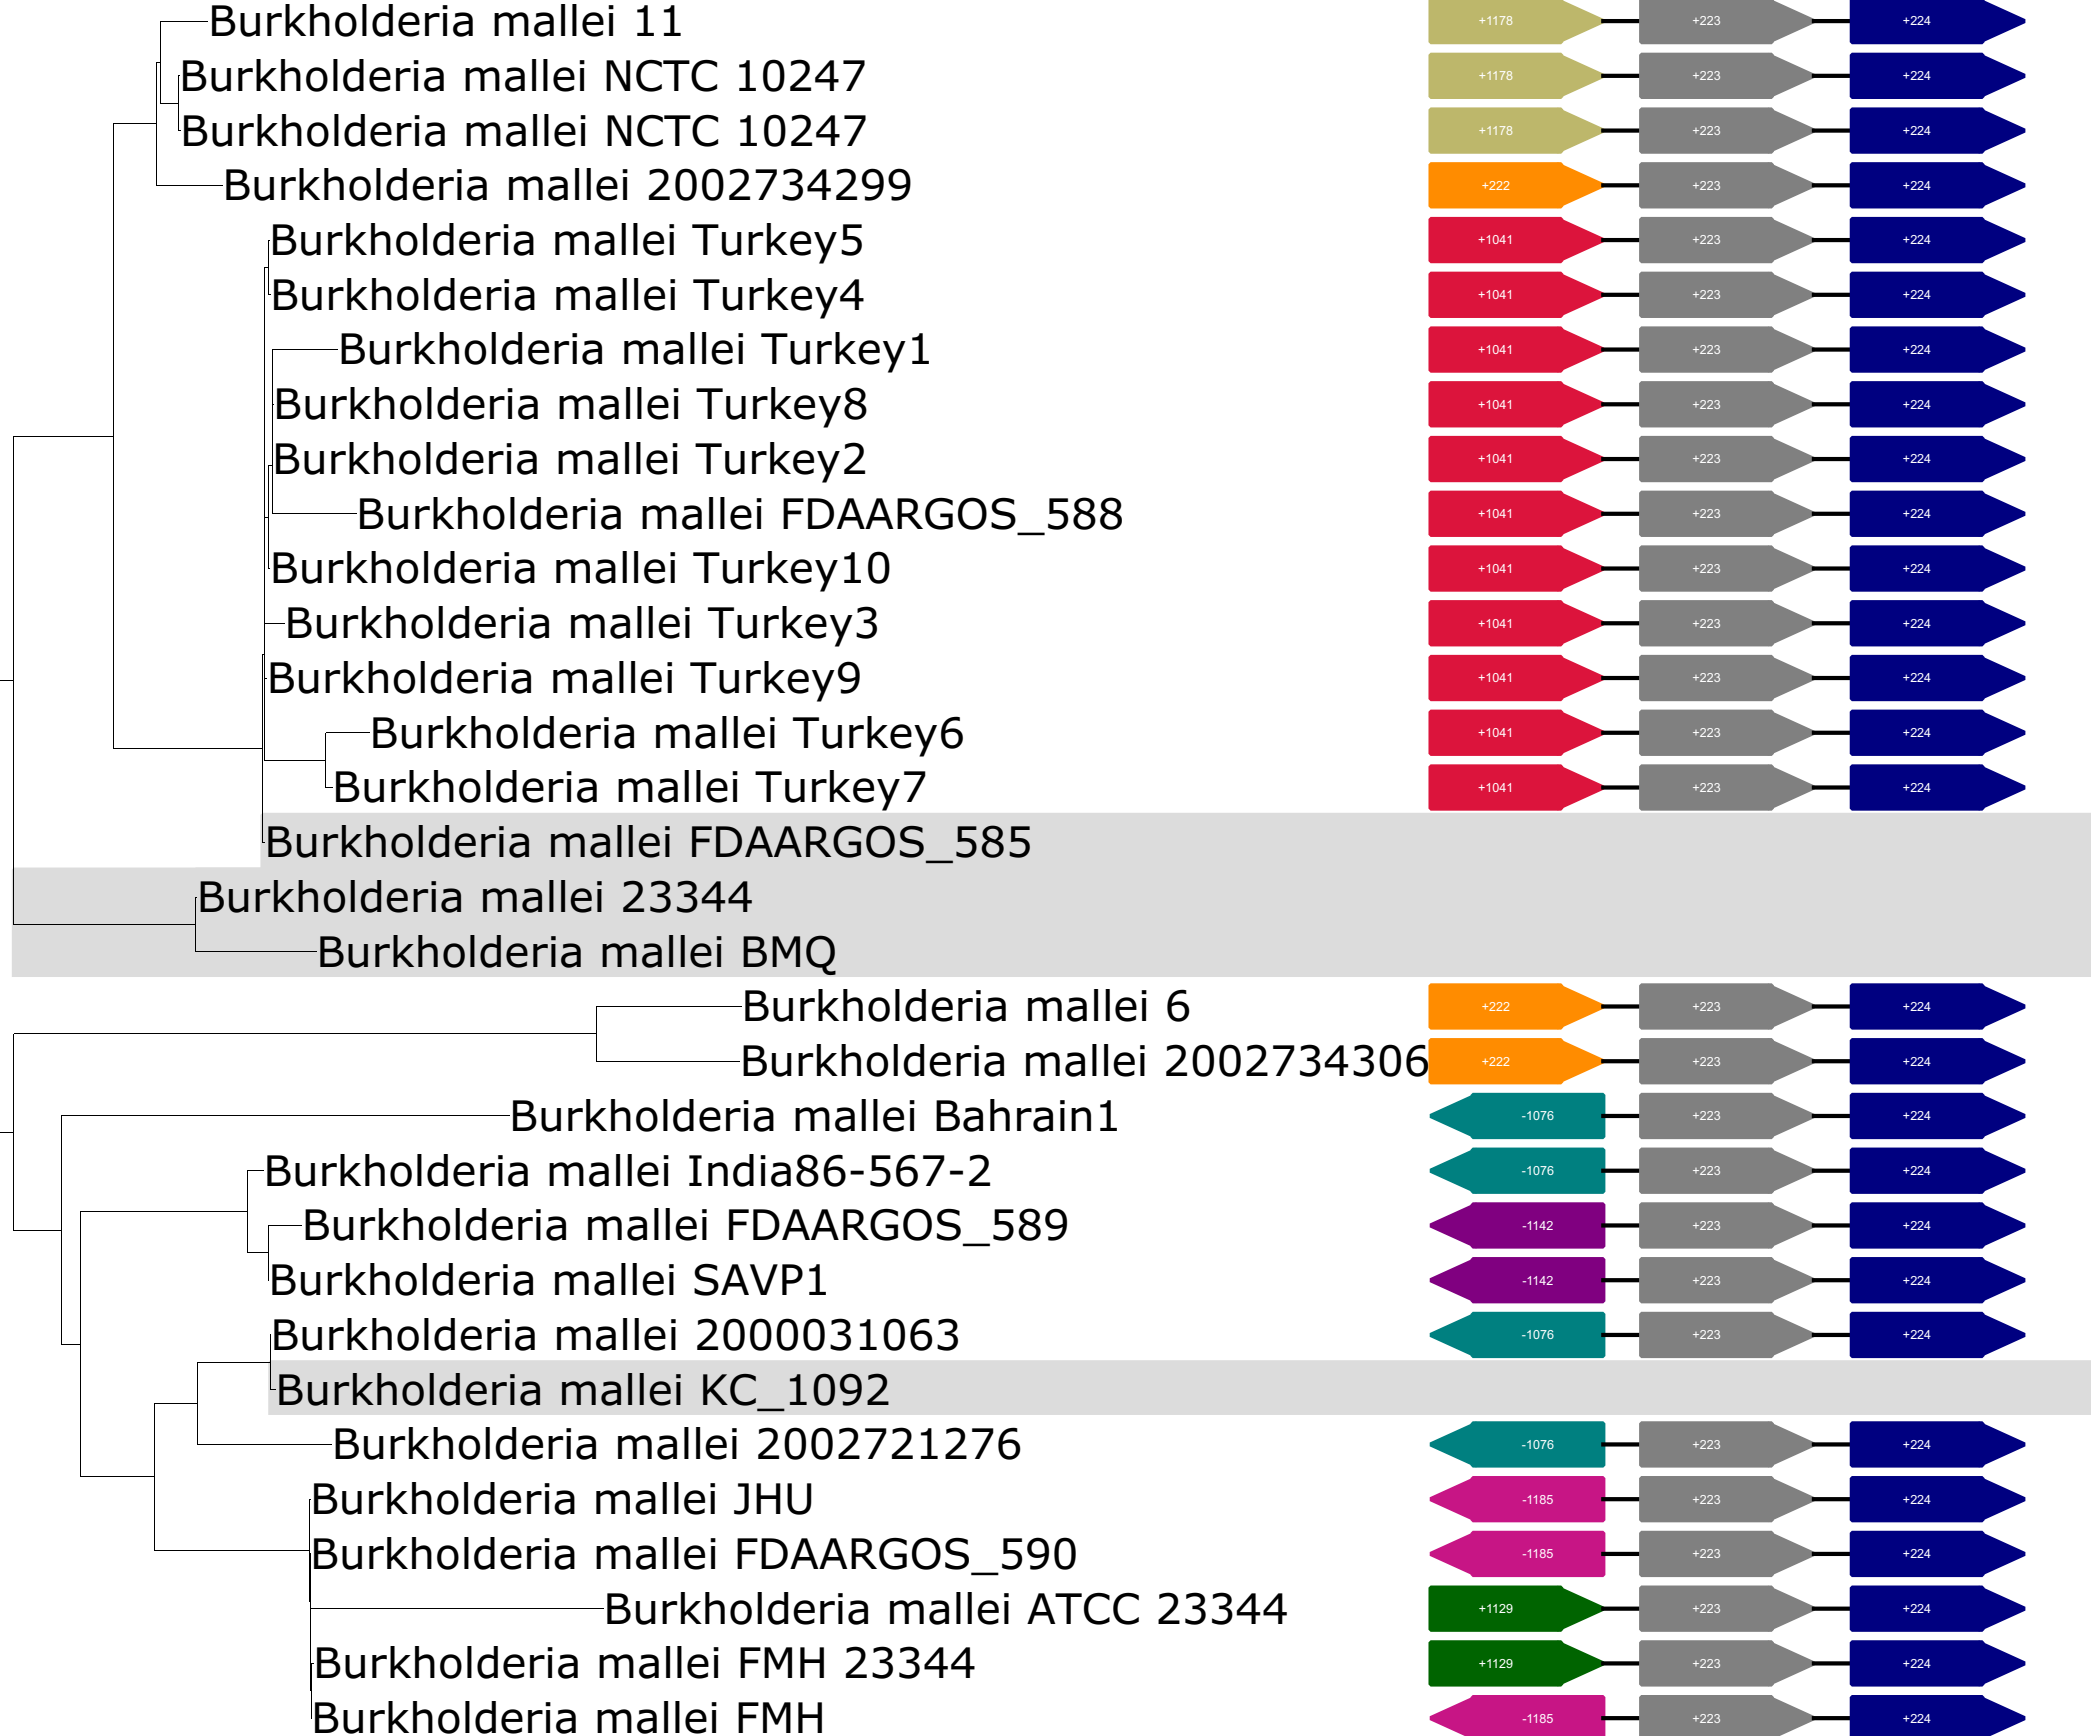 Burkholderia mallei 11 +1178 +223 +224
Burkholderia mallei NCTC 10247 +1178 +223 +224
Burkholderia mallei NCTC 10247 +1178 +223 +224
Burkholderia mallei 2002734299 +222 +223 +224
Burkholderia mallei Turkey5 +1041 +223 +224
Burkholderia mallei Turkey4 +1041 +223 +224
Burkholderia mallei Turkey1 +1041 +223 +224
Burkholderia mallei Turkey8 +1041 +223 +224
Burkholderia mallei Turkey2 +1041 +223 +224
Burkholderia mallei FDAARGOS_588 +1041 +223 +224
Burkholderia mallei Turkey10 +1041 +223 +224
Burkholderia mallei Turkey3 +1041 +223 +224
Burkholderia mallei Turkey9 +1041 +223 +224
Burkholderia mallei Turkey6 +1041 +223 +224
Burkholderia mallei Turkey7 +1041 +223 +224
Burkholderia mallei FDAARGOS_585
Burkholderia mallei 23344
Burkholderia mallei BMQ
Burkholderia mallei 6 +222 +223 +224
Burkholderia mallei 2002734306 +222 +223 +224
Burkholderia mallei Bahrain1 -1076 +223 +224
Burkholderia mallei India86-567-2 -1076 +223 +224
Burkholderia mallei FDAARGOS_589 -1142 +223 +224
Burkholderia mallei SAVP1 -1142 +223 +224
Burkholderia mallei 2000031063 -1076 +223 +224
Burkholderia mallei KC_1092
Burkholderia mallei 2002721276 -1076 +223 +224
Burkholderia mallei JHU -1185 +223 +224
Burkholderia mallei FDAARGOS_590 -1185 +223 +224
Burkholderia mallei ATCC 23344 +1129 +223 +224
Burkholderia mallei FMH 23344 +1129 +223 +224
Burkholderia mallei FMH -1185 +223 +224